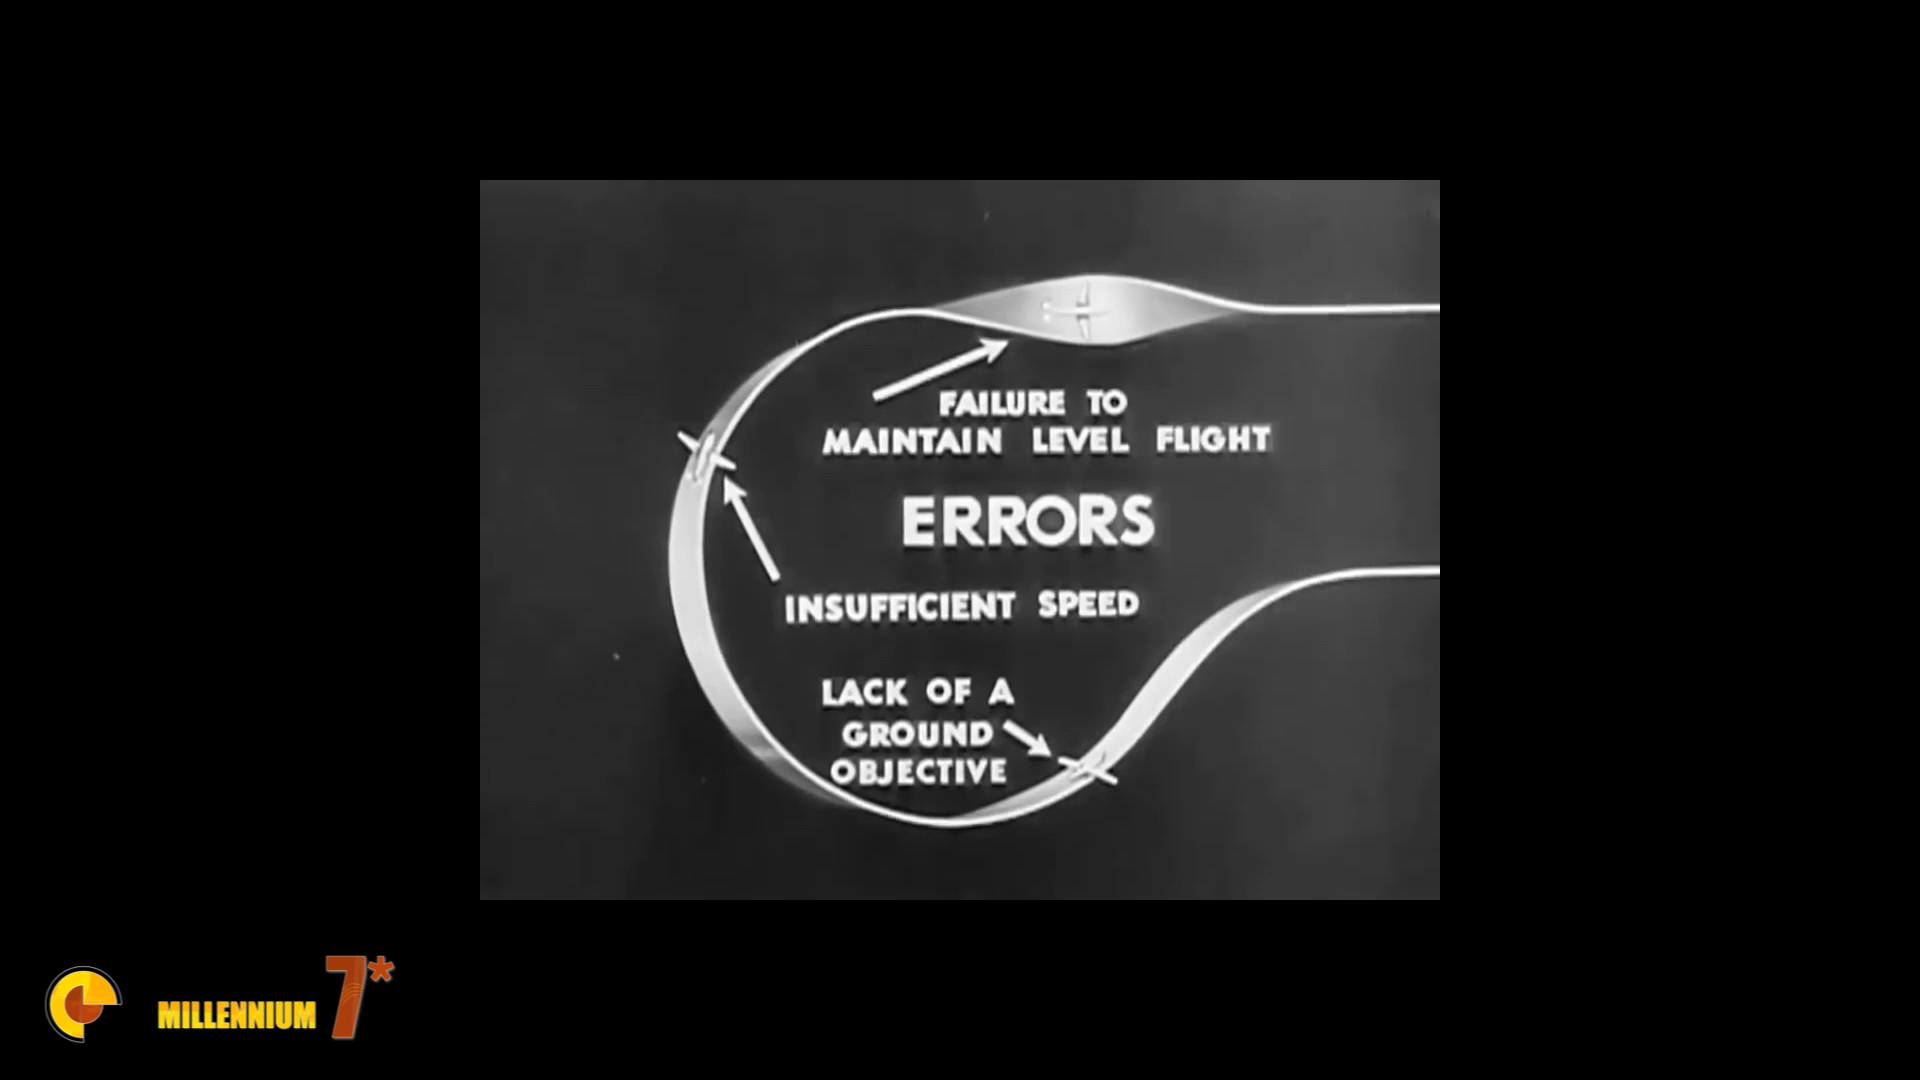 FAILURE TO
MAINTAIN LEVEL FLIGHT
ERRORS
INSUFFICIENT SPEED
LACK OF A
GROUND
OBJECTIVE
MILLENNIUM 7*